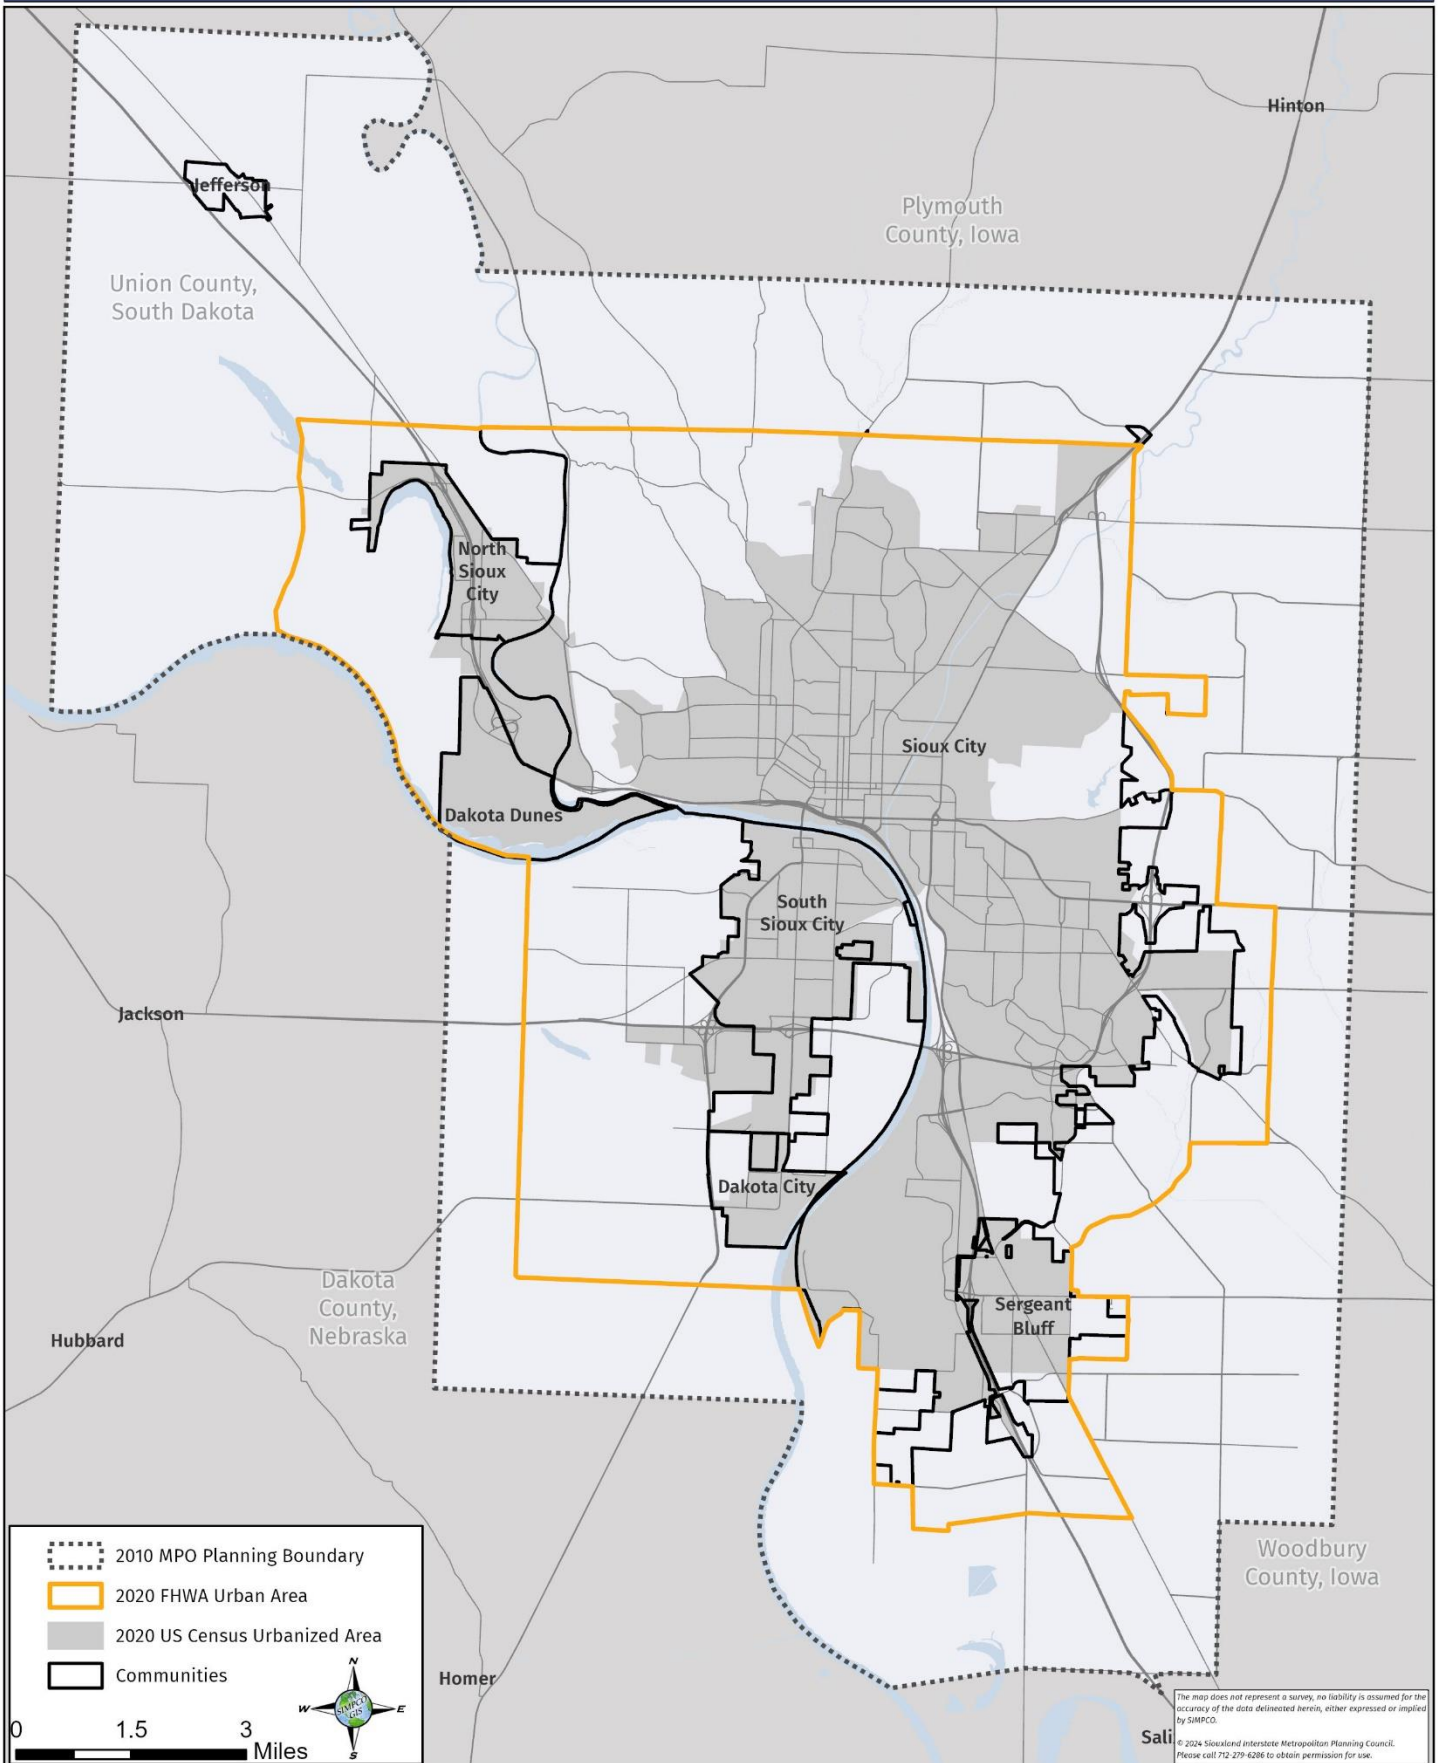 Hinton
Jefferson
Plymouth
County, Iowa
Union County,
South Dakota
North
Sioux
City
Sioux City
Dakota Dunes
South
Sioux City
Jackson
Dakota City
Dakota
County,
Nebraska
Sergeant
Bluff
Hubbard
Woodbury
County, Iowa
2010 MPO Planning Boundary
2020 FHWA Urban Area
2020 US Census Urbanized Area
Communities
N
W
E
S
SIMPCO
GIS
0 1.5 3
Miles
Homer
Sali
The map does not represent a survey, no liability is assumed for the
accuracy of the data delineated herein, either expressed or implied
by SIMPCO.
© 2024 Siouxland Interstate Metropolitan Planning Council.
Please call 712-279-6286 to obtain permission for use.